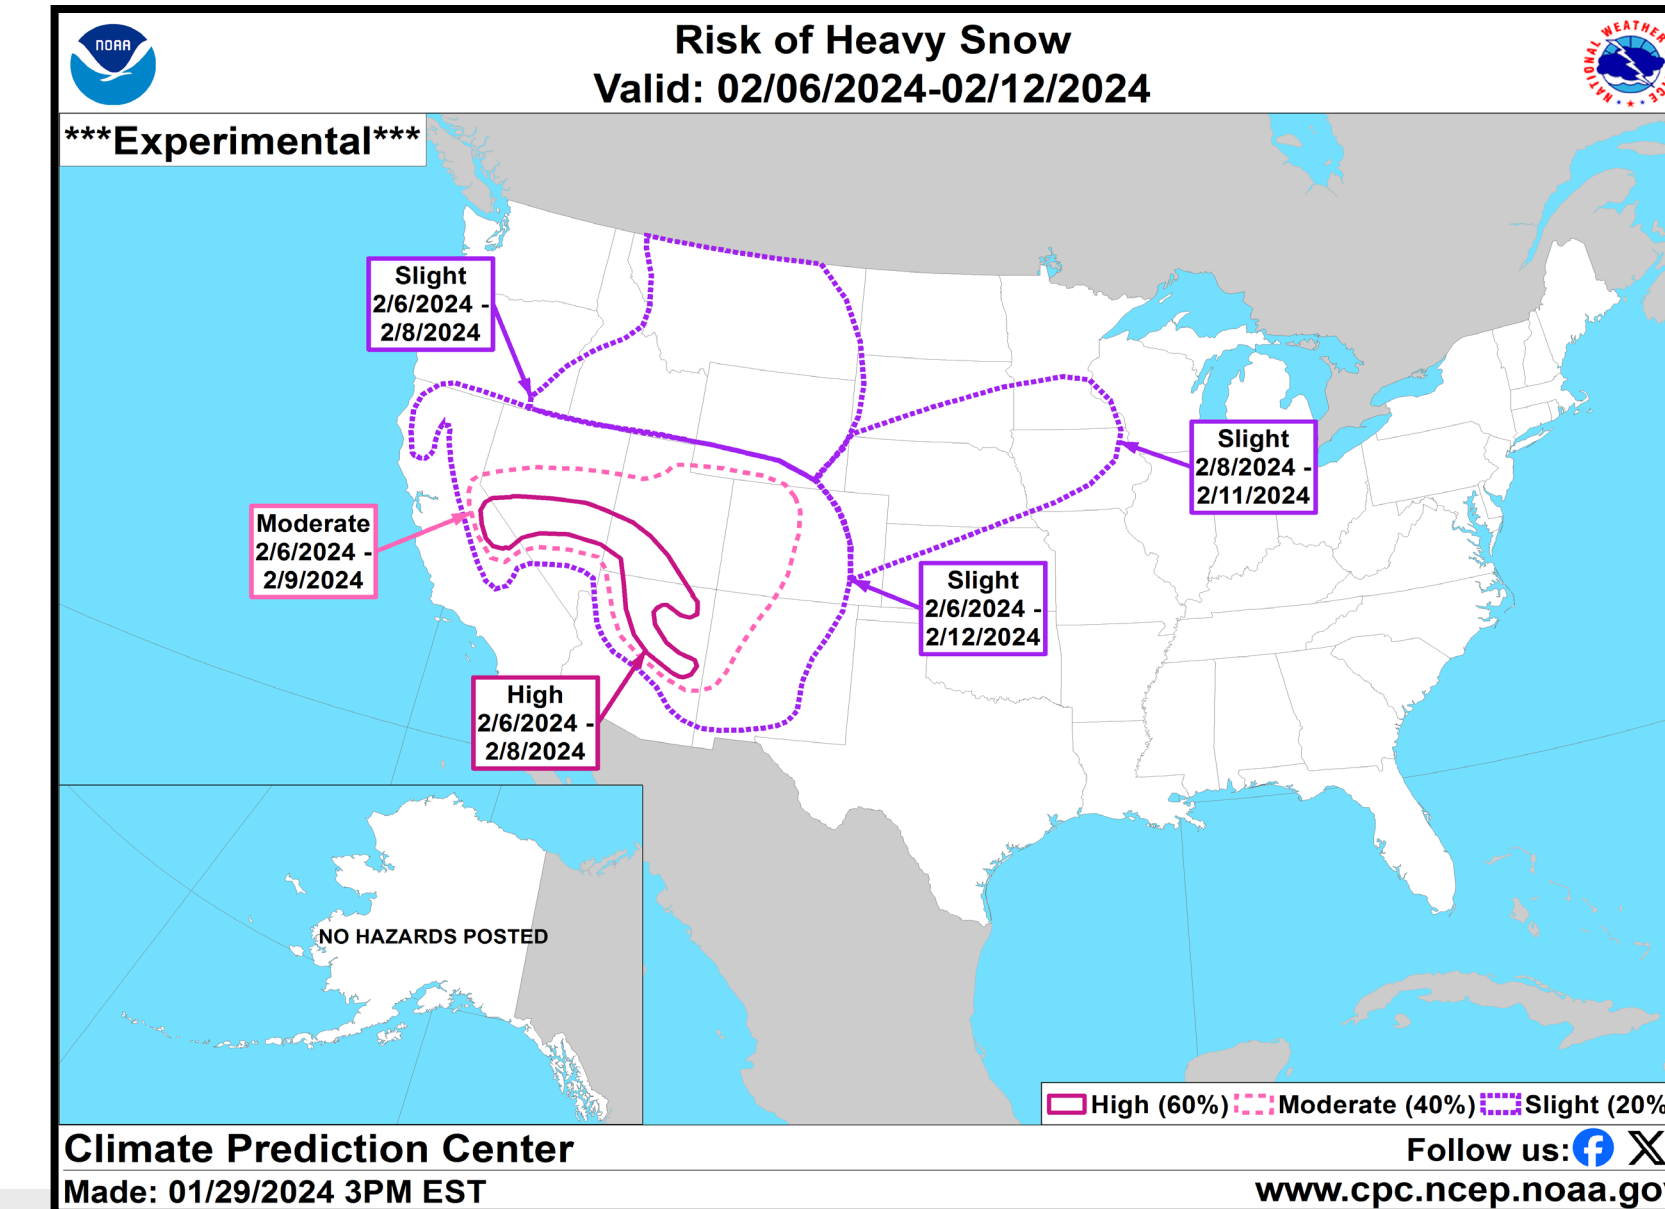 NOAA
Risk of Heavy Snow
Valid: 02/06/2024-02/12/2024
NATIONAL WEATHER
***Experimental***
Slight
2/6/2024 -
2/8/2024
Slight
2/8/2024 -
2/11/2024
Moderate
2/6/2024 -
2/9/2024
Slight
2/6/2024 -
2/12/2024
High
2/6/2024 -
2/8/2024
NO HAZARDS POSTED
High (60%) Moderate (40%) Slight (20%
Climate Prediction Center
Follow us:
Made: 01/29/2024 3PM EST
www.cpc.ncep.noaa.gov